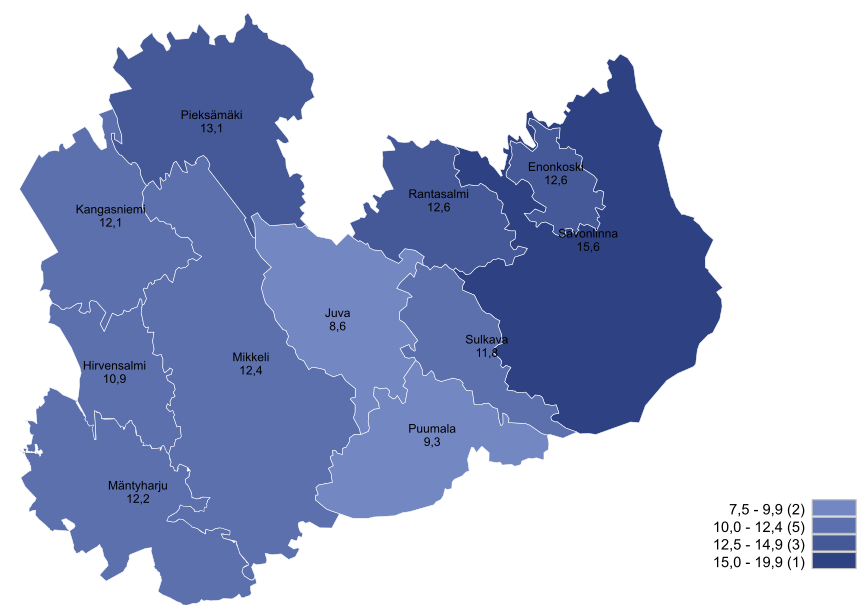 Pieksämäki
13,1
Enonkoski
12,6
Rantasalmi
12,6
Kangasniemi
12,1
Savonlinna
15,6
Juva
8,6
Sulkava
11,8
Mikkeli
12,4
Hirvensalmi
10,9
Puumala
9,3
Mäntyharju
12,2
7,5 - 9,9 (2)
10,0 - 12,4 (5)
12,5 - 14,9 (3)
15,0 - 19,9 (1)